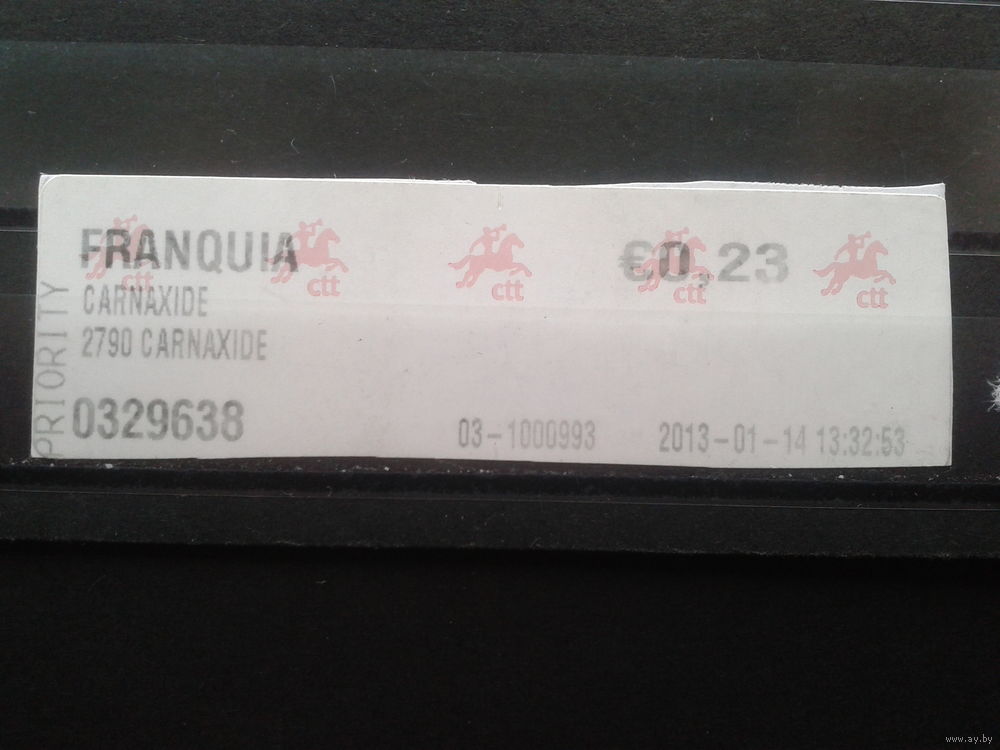 FRANQUIA €0,23
ctt ctt ctt ctt ctt
CARNAXIDE
2790 CARNAXIDE
PRIORITY
0329638 03-1000993 2013-01-14 13:32:53
www.ay.by